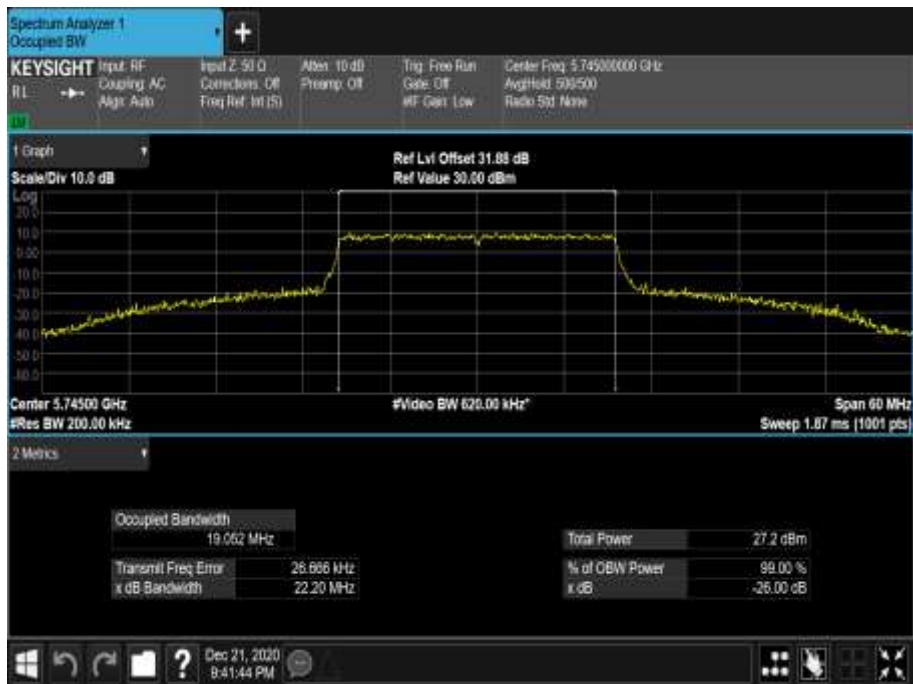 Spectrum Analyzer 1
Occupied BW
+
KEYSIGHT
RL
Input: RF
Coupling: AC
Align: Auto
Input Z: 50 Ω
Corrections: Off
Freq Ref: Int (S)
Atten: 10 dB
Preamp: Off
Trig: Free Run
Gate: Off
#IF Gain: Low
Center Freq: 5.745000000 GHz
Avg|Hold: 500/500
Radio Std: None
1 Graph
Scale/Div 10.0 dB
Ref Lvl Offset 31.88 dB
Ref Value 30.00 dBm
Log
20.0
10.0
0.00
-10.0
-20.0
-30.0
-40.0
-50.0
-60.0
Center 5.74500 GHz
#Res BW 200.00 kHz
#Video BW 620.00 kHz*
Span 60 MHz
Sweep 1.87 ms (1001 pts)
2 Metrics
Occupied Bandwidth
19.052 MHz
Transmit Freq Error 26.666 kHz
x dB Bandwidth 22.20 MHz
Total Power 27.2 dBm
% of OBW Power 99.00 %
x dB -26.00 dB
?
Dec 21, 2020
9:41:44 PM